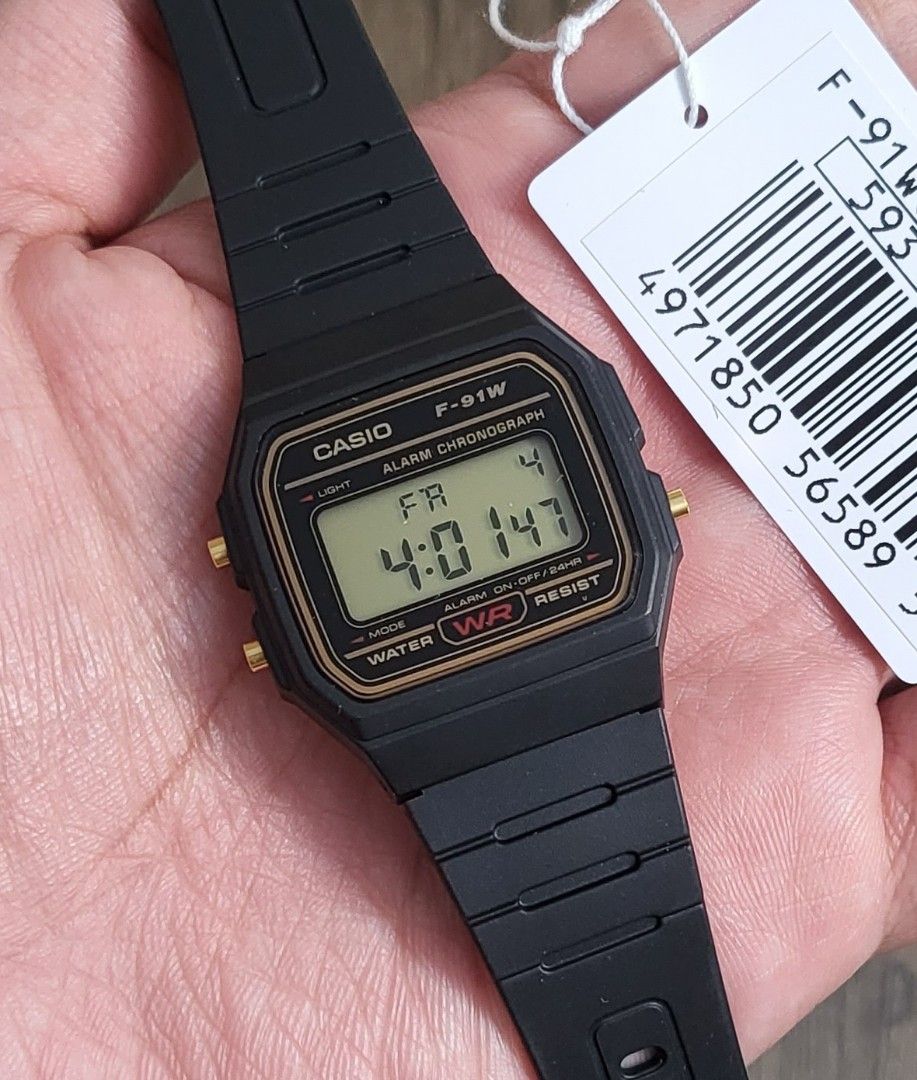 CASIO F-91W
ALARM CHRONOGRAPH
LIGHT
FR 4
4:01 47
ALARM ON·OFF/24HR
MODE
WATER WR RESIST
F-91W
593
4971850 56589